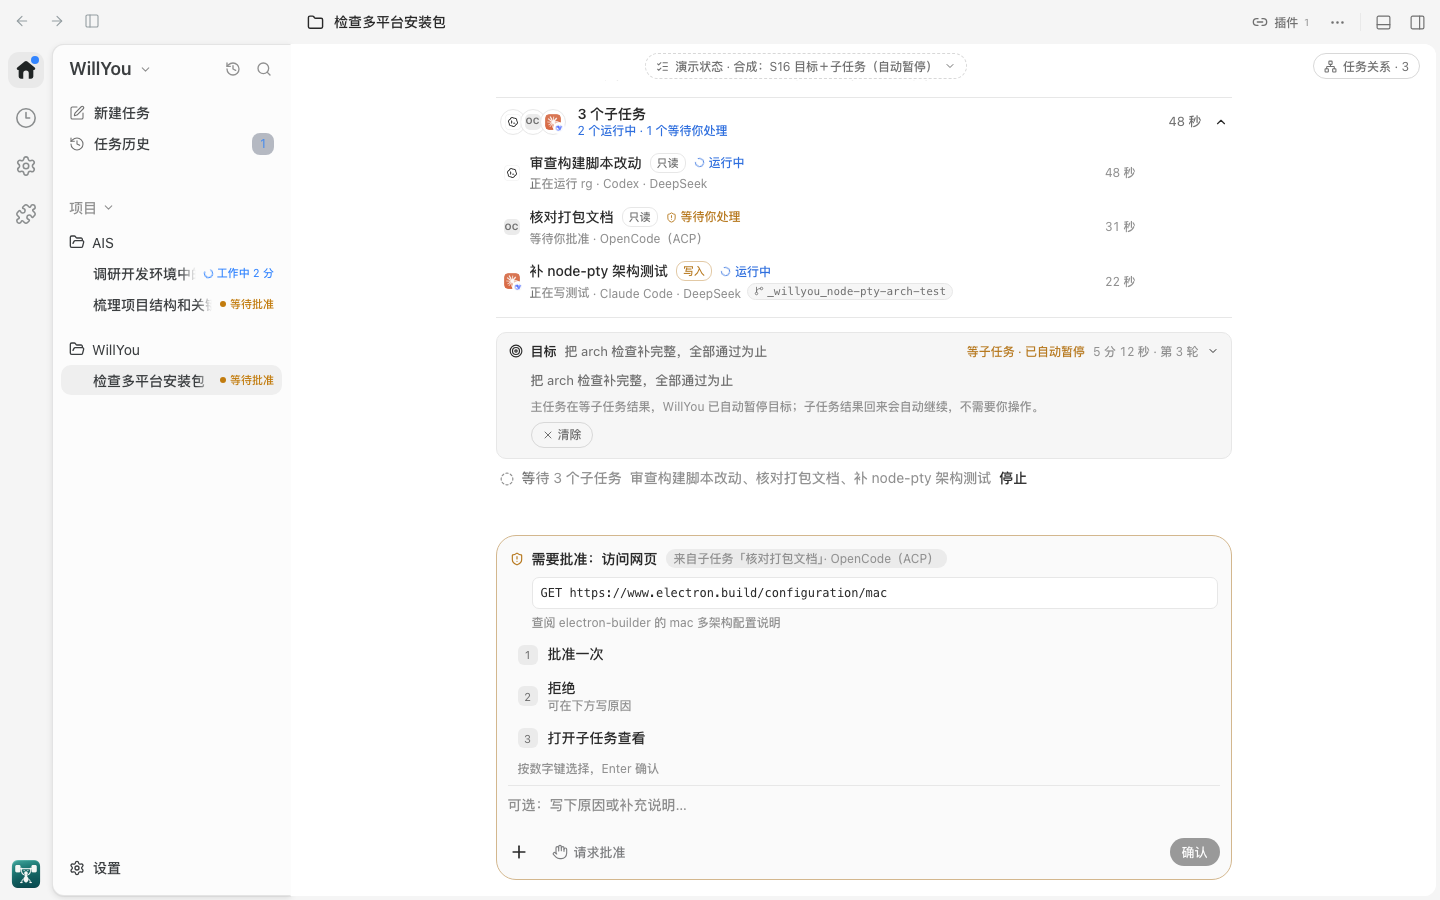 检查多平台安装包
插件 1
WillYou
新建任务
任务历史
1
项目
AIS
调研开发环境中
工作中 2 分
梳理项目结构和关
等待批准
WillYou
检查多平台安装包
等待批准
设置
演示状态 · 合成：S16 目标＋子任务（自动暂停）
任务关系 · 3
OC
3 个子任务
2 个运行中 · 1 个等待你处理
48 秒
审查构建脚本改动 只读 运行中
正在运行 rg · Codex · DeepSeek
48 秒
OC
核对打包文档 只读 等待你处理
等待你批准 · OpenCode（ACP）
31 秒
补 node-pty 架构测试 写入 运行中
正在写测试 · Claude Code · DeepSeek _willyou_node-pty-arch-test
22 秒
目标 把 arch 检查补完整，全部通过为止
等子任务 · 已自动暂停 5 分 12 秒 · 第 3 轮
把 arch 检查补完整，全部通过为止
主任务在等子任务结果，WillYou 已自动暂停目标；子任务结果回来会自动继续，不需要你操作。
清除
等待 3 个子任务 审查构建脚本改动、核对打包文档、补 node-pty 架构测试 停止
需要批准：访问网页 来自子任务「核对打包文档」· OpenCode（ACP）
GET https://www.electron.build/configuration/mac
查阅 electron-builder 的 mac 多架构配置说明
1 批准一次
2 拒绝
可在下方写原因
3 打开子任务查看
按数字键选择，Enter 确认
可选：写下原因或补充说明...
请求批准
确认